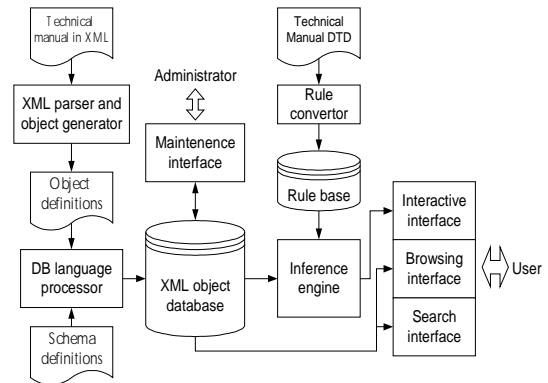 Technical
manual in XML
Technical
Manual DTD
Administrator
XML parser and
object generator
Rule
convertor
Maintenence
interface
Object
definitions
Rule base
Interactive
interface
DB language
processor
XML object
database
Inference
engine
Browsing
interface
User
Search
interface
Schema
definitions